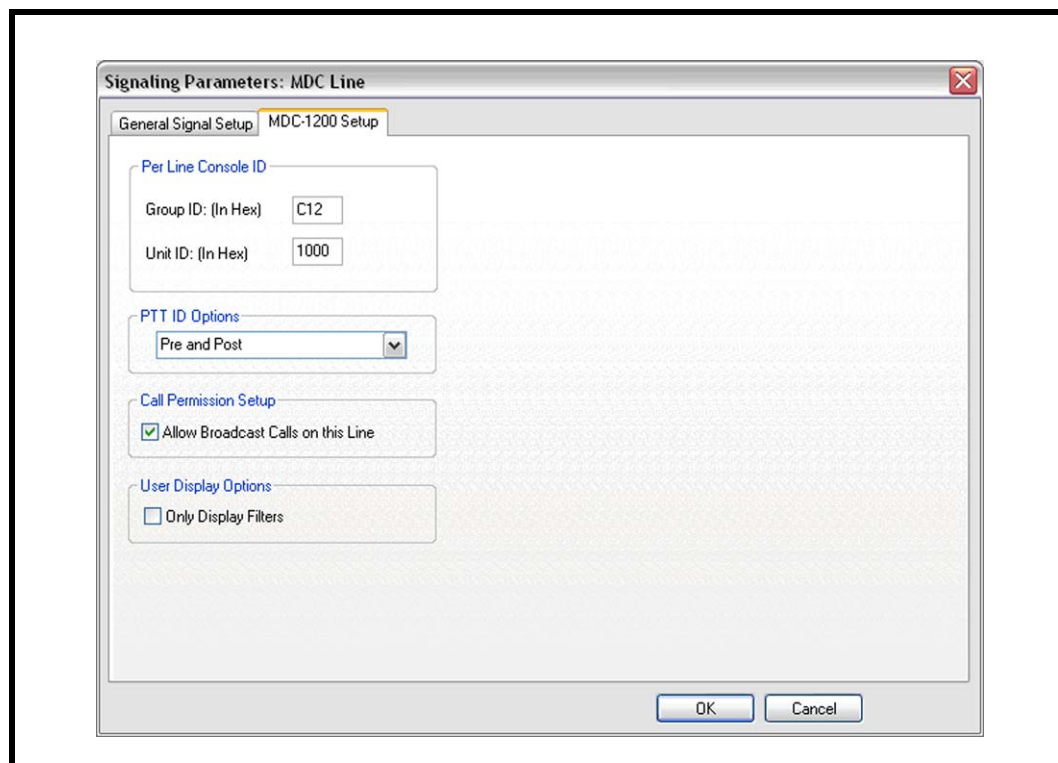 Signaling Parameters: MDC Line
General Signal Setup
MDC-1200 Setup
Per Line Console ID
Group ID: (In Hex) C12
Unit ID: (In Hex) 1000
PTT ID Options
Pre and Post
Call Permission Setup
Allow Broadcast Calls on this Line
User Display Options
Only Display Filters
OK
Cancel